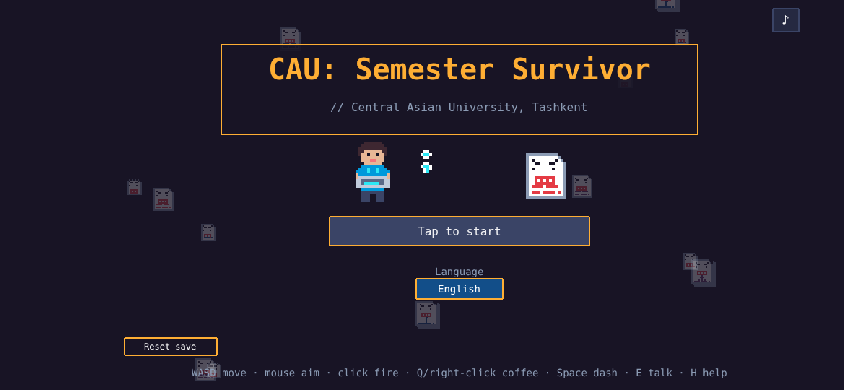 ♪
CAU: Semester Survivor
// Central Asian University, Tashkent
Tap to start
Language
English
Reset save
WASD move · mouse aim · click fire · Q/right-click coffee · Space dash · E talk · H help